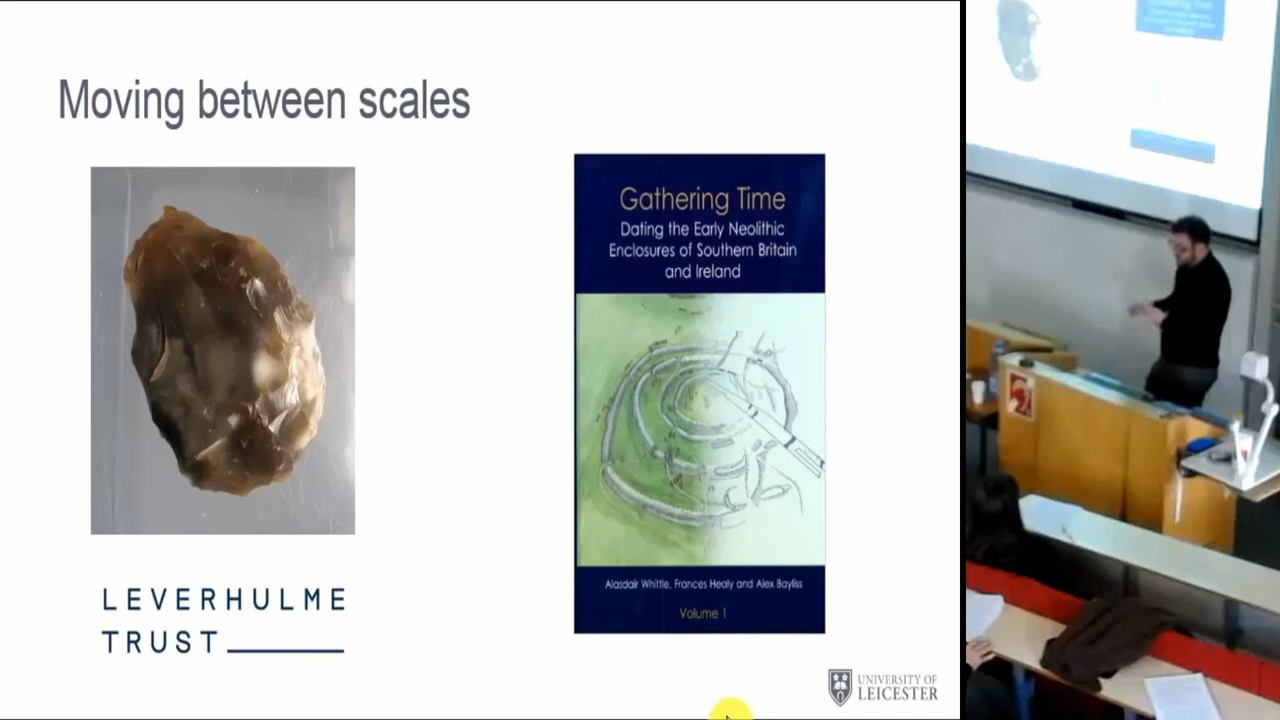 Moving between scales
Gathering Time
Dating the Early Neolithic
Enclosures of Southern Britain
and Ireland
Alasdair Whittle, Frances Healy and Alex Bayliss
Volume 1
LEVERHULME
TRUST
UNIVERSITY OF
LEICESTER